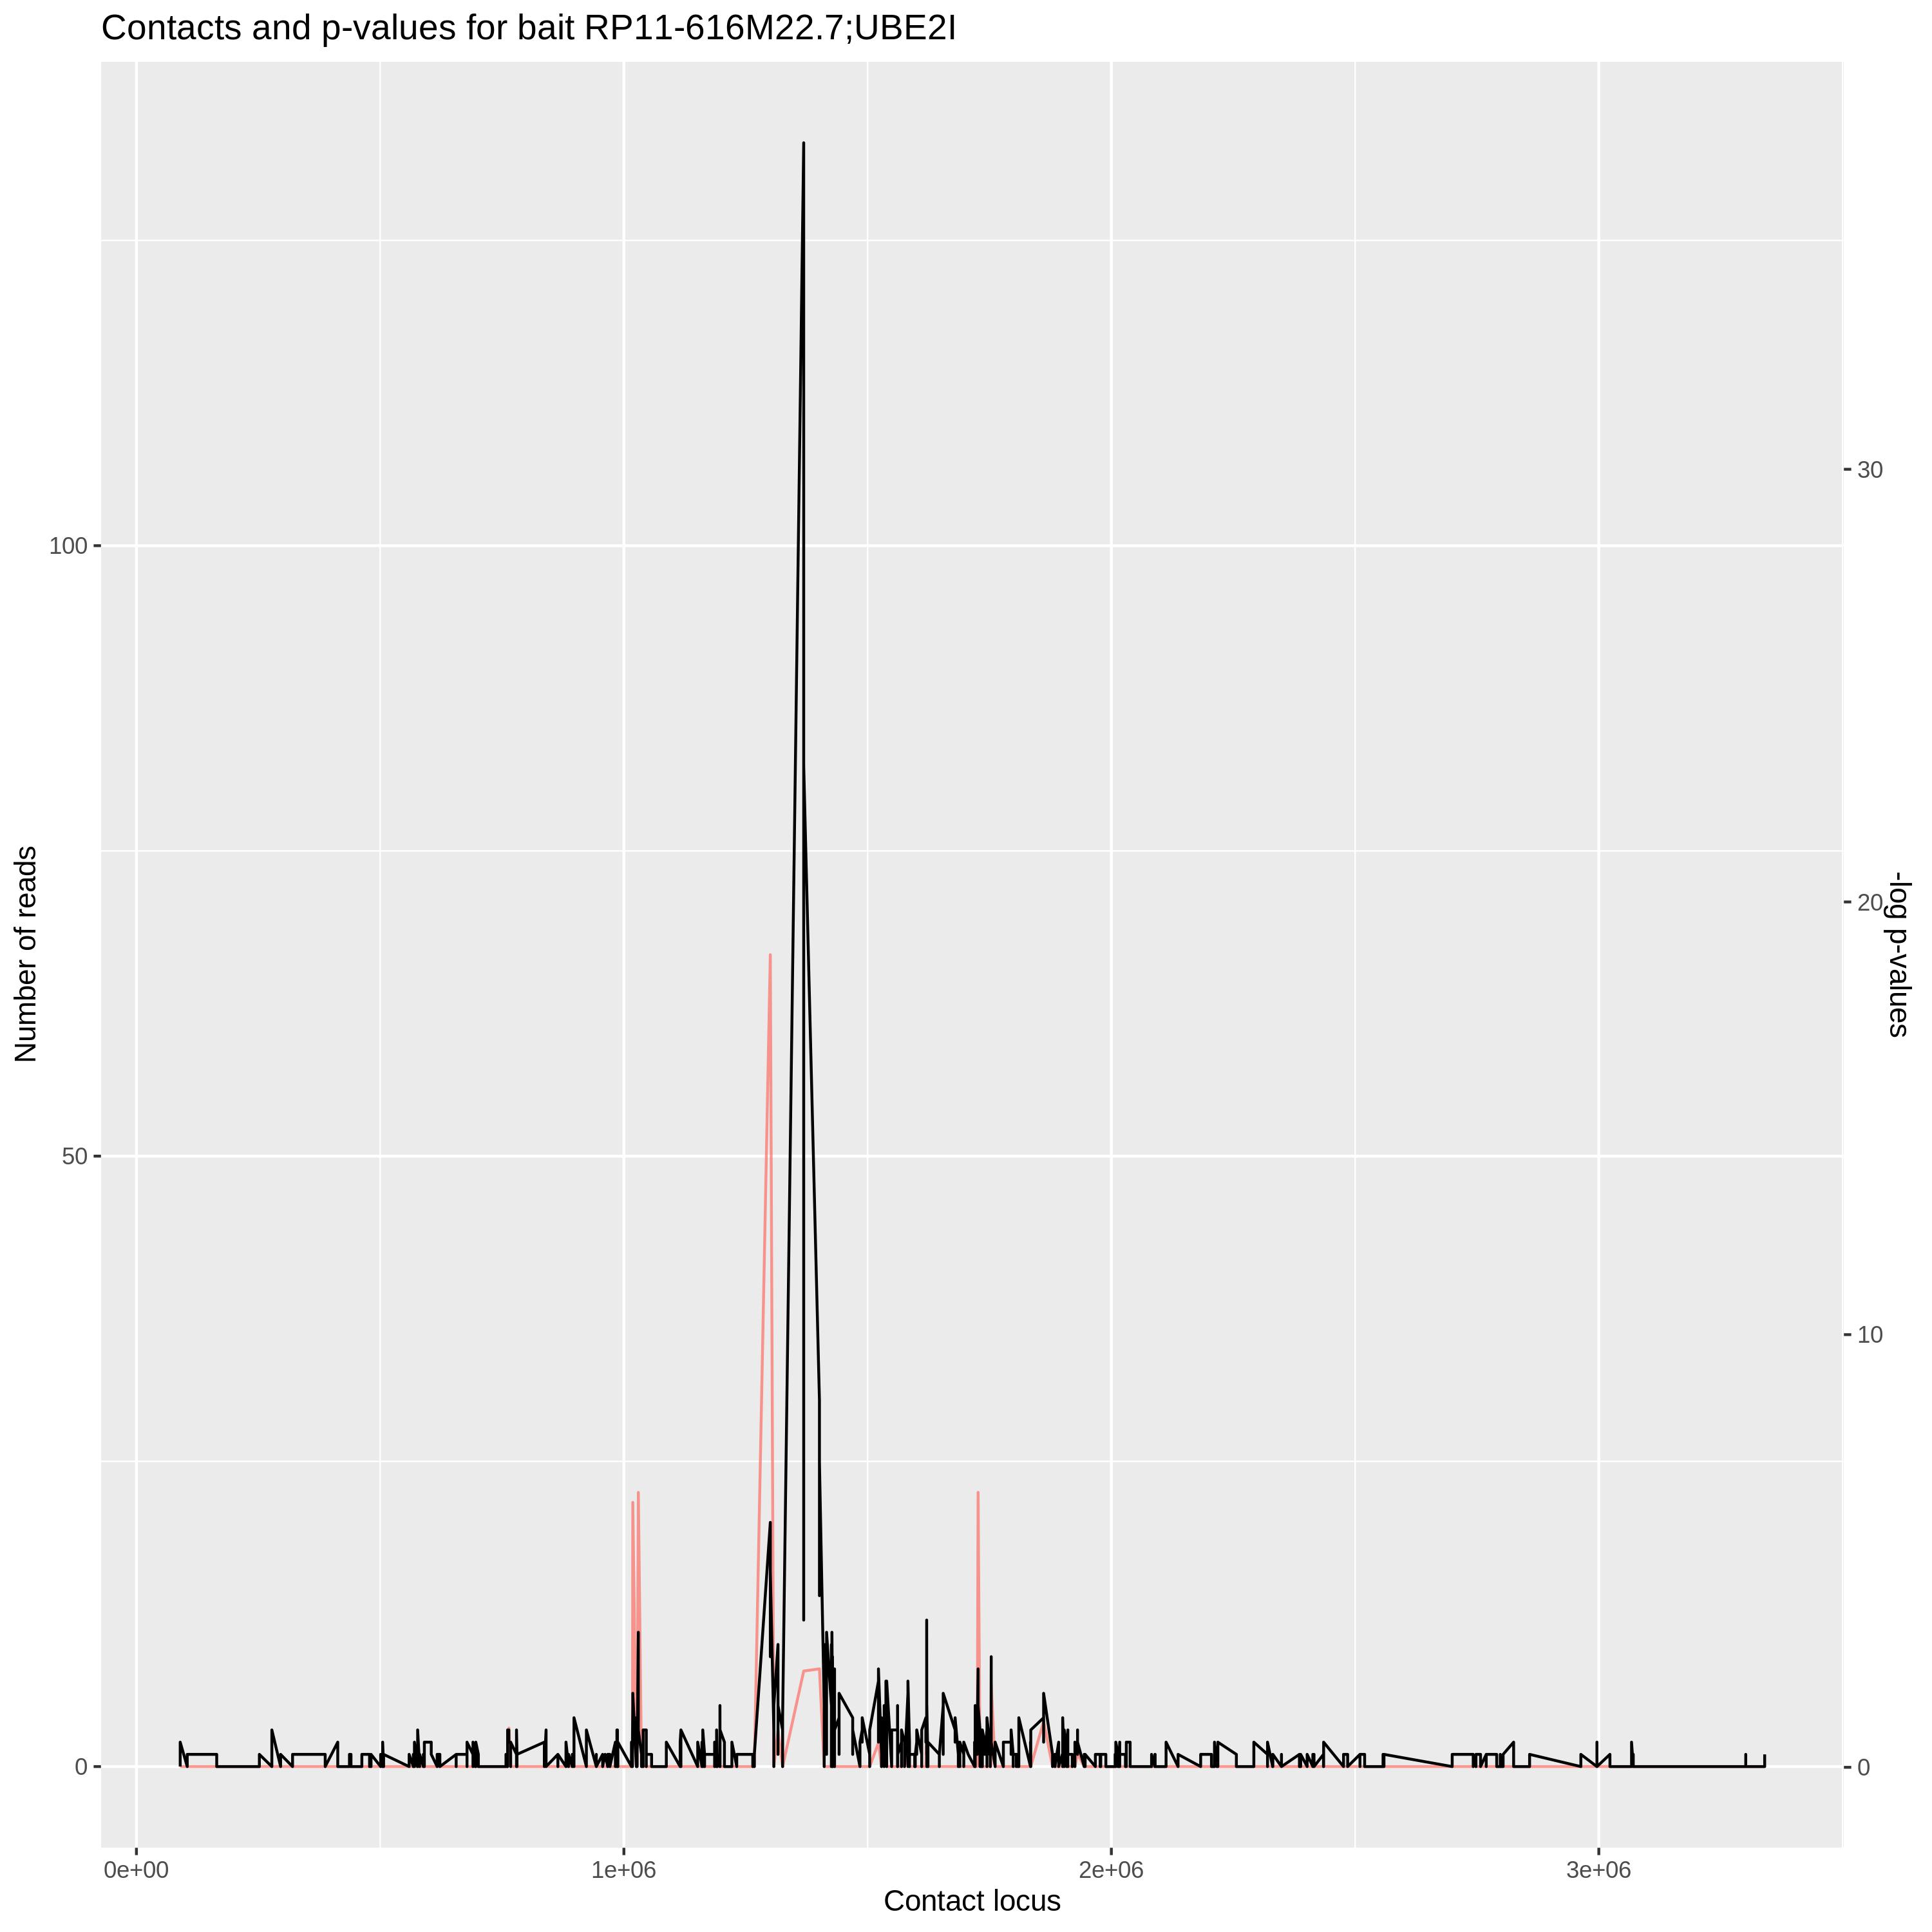 Contacts and p-values for bait RP11-616M22.7;UBE2I
Number of reads
100
50
0
30
20
10
0
-log p-values
0e+00 1e+06 2e+06 3e+06
Contact locus